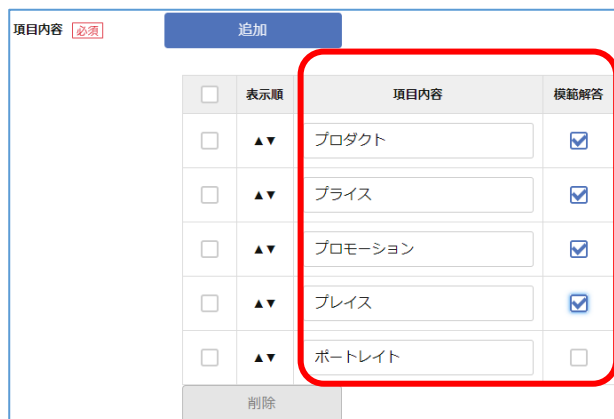 項目内容 必須 追加
表示順 項目内容 模範解答
▲▼ プロダクト
▲▼ プライス
▲▼ プロモーション
▲▼ プレイス
▲▼ ポートレイト
削除